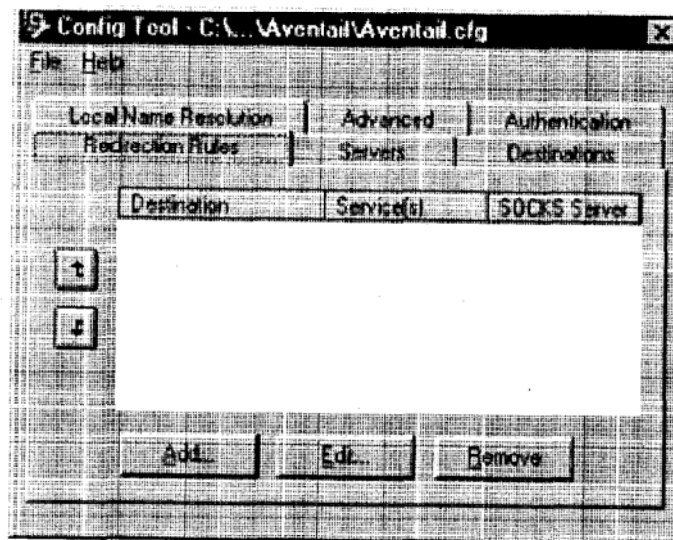 Config Tool - C:\...\Aventail\Aventail.cfg
File Help
Local Name Resolution Advanced Authentication
Redirection Rules Servers Destinations
Destination Service(s) SOCKS Server
Add... Edit... Remove